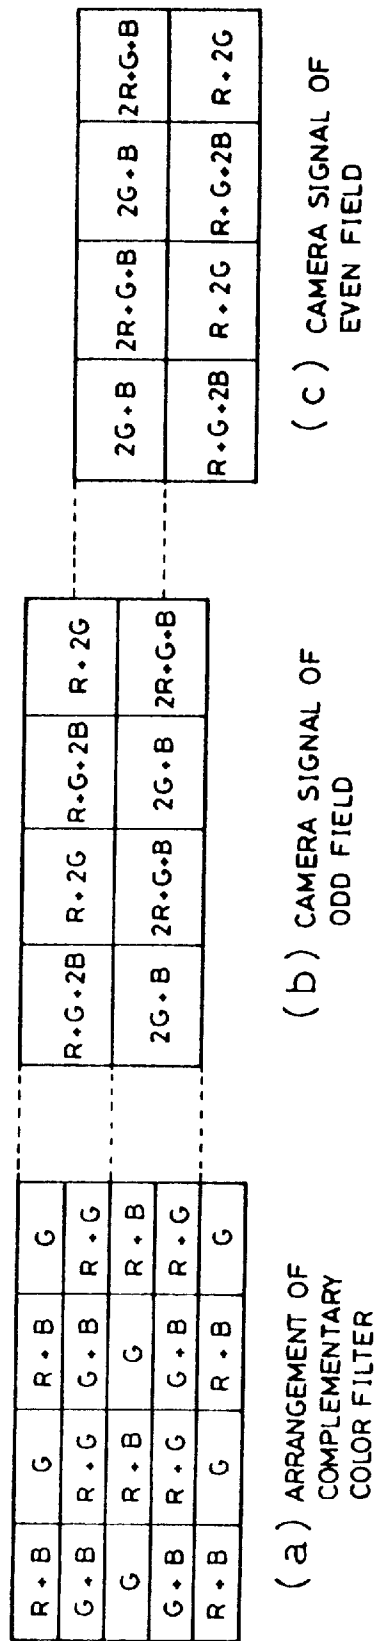 R+B G R+B G
G+B R+G G+B R+G
G R+B G R+B
G+B R+G G+B R+G
R+B G R+B G
(a) ARRANGEMENT OF
COMPLEMENTARY
COLOR FILTER
R+G+2B R+2G R+G+2B R+2G
2G+B 2R+G+B 2G+B 2R+G+B
(b) CAMERA SIGNAL OF
ODD FIELD
2G+B 2R+G+B 2G+B 2R+G+B
R+G+2B R+2G R+G+2B R+2G
(c) CAMERA SIGNAL OF
EVEN FIELD